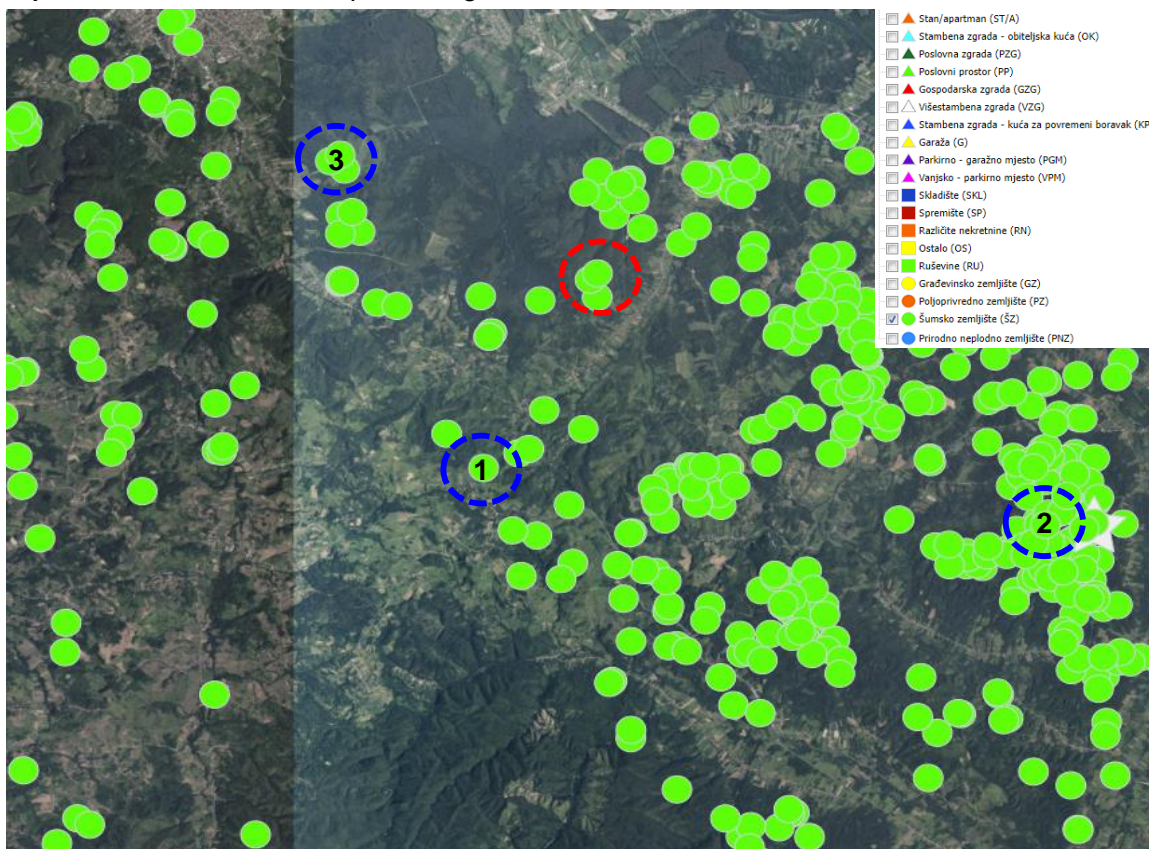 Stan/apartman (ST/A)
Stambena zgrada - obiteljska kuća (OK)
Poslovna zgrada (PZG)
Poslovni prostor (PP)
Gospodarska zgrada (GZG)
Višestambena zgrada (VZG)
Stambena zgrada - kuća za povremeni boravak (KP
Garaža (G)
Parkirno - garažno mjesto (PGM)
Vanjsko - parkirno mjesto (VPM)
Skladište (SKL)
Spremište (SP)
Različite nekretnine (RN)
Ostalo (OS)
Ruševine (RU)
Građevinsko zemljište (GZ)
Poljoprivredno zemljište (PZ)
Šumsko zemljište (ŠZ)
Prirodno neplodno zemljište (PNZ)
3
1
2